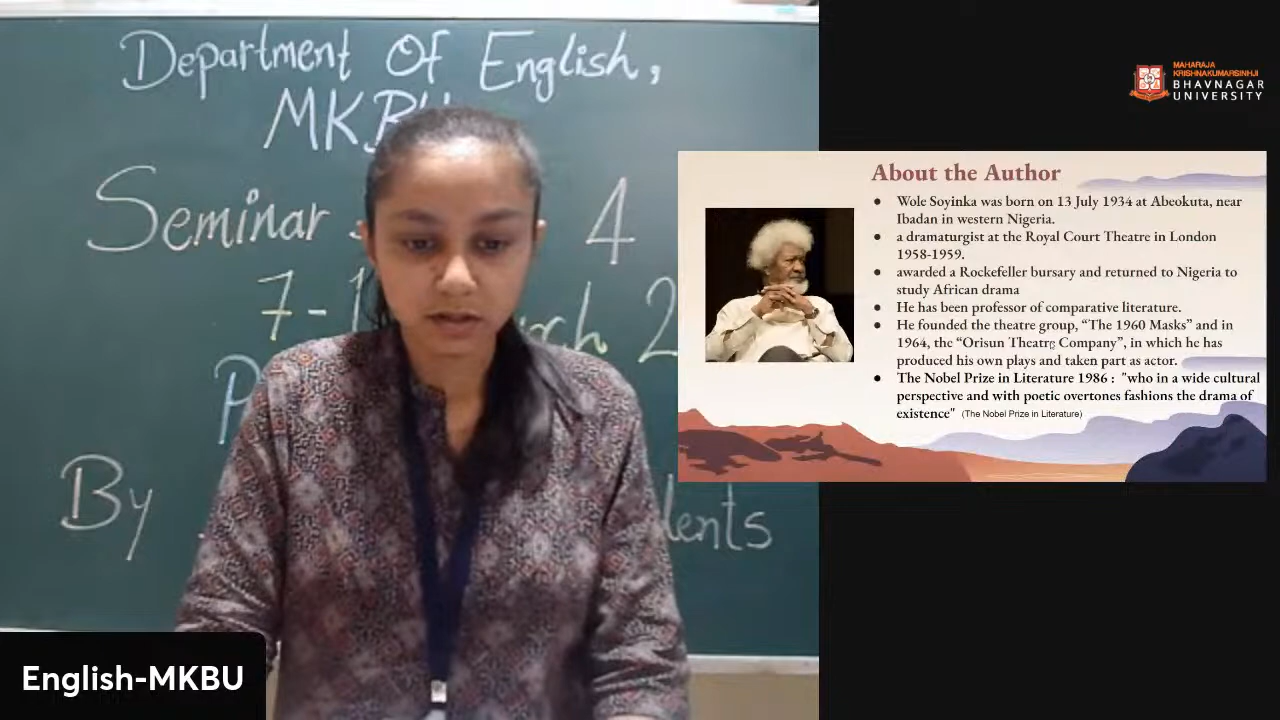 Department Of English,
MKBU
Seminar
4
7-1
rch 2
P
By
dents
English-MKBU
MAHARAJA
KRISHNAKUMARSINHJI
BHAVNAGAR
UNIVERSITY
About the Author
● Wole Soyinka was born on 13 July 1934 at Abeokuta, near
Ibadan in western Nigeria.
● a dramaturgist at the Royal Court Theatre in London
1958-1959.
● awarded a Rockefeller bursary and returned to Nigeria to
study African drama
● He has been professor of comparative literature.
● He founded the theatre group, “The 1960 Masks” and in
1964, the “Orisun Theatre Company”, in which he has
produced his own plays and taken part as actor.
● The Nobel Prize in Literature 1986 : "who in a wide cultural
perspective and with poetic overtones fashions the drama of
existence" (The Nobel Prize in Literature)